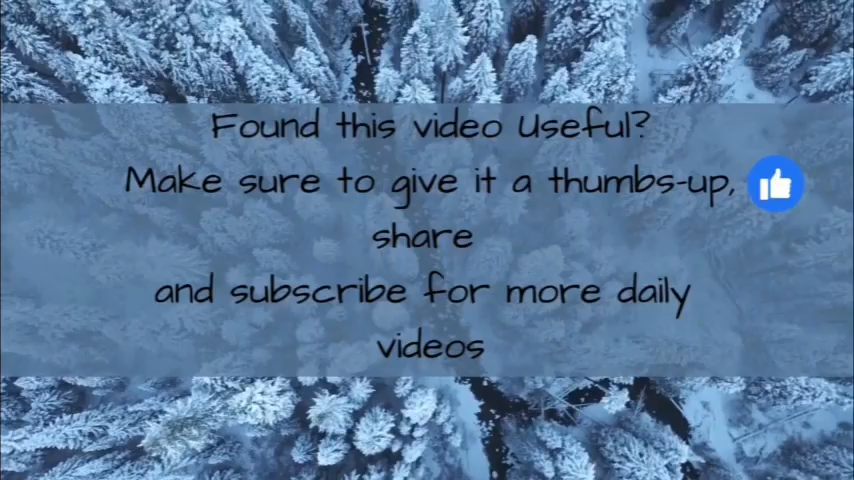 Found this video Useful?
Make sure to give it a thumbs-up,
share
and subscribe for more daily
videos